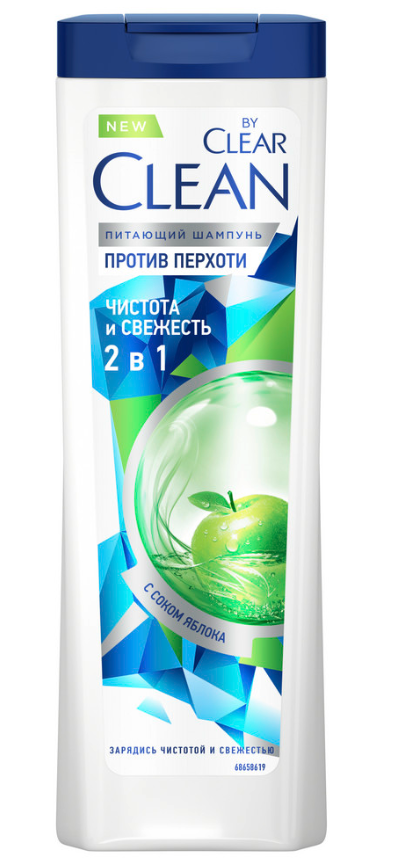 NEW
BY
CLEAR
CLEAN
ПИТАЮЩИЙ ШАМПУНЬ
ПРОТИВ ПЕРХОТИ
ЧИСТОТА
и СВЕЖЕСТЬ
2 в 1
С СОКОМ ЯБЛОКА
ЗАРЯДИСЬ ЧИСТОТОЙ И СВЕЖЕСТЬЮ
68658619